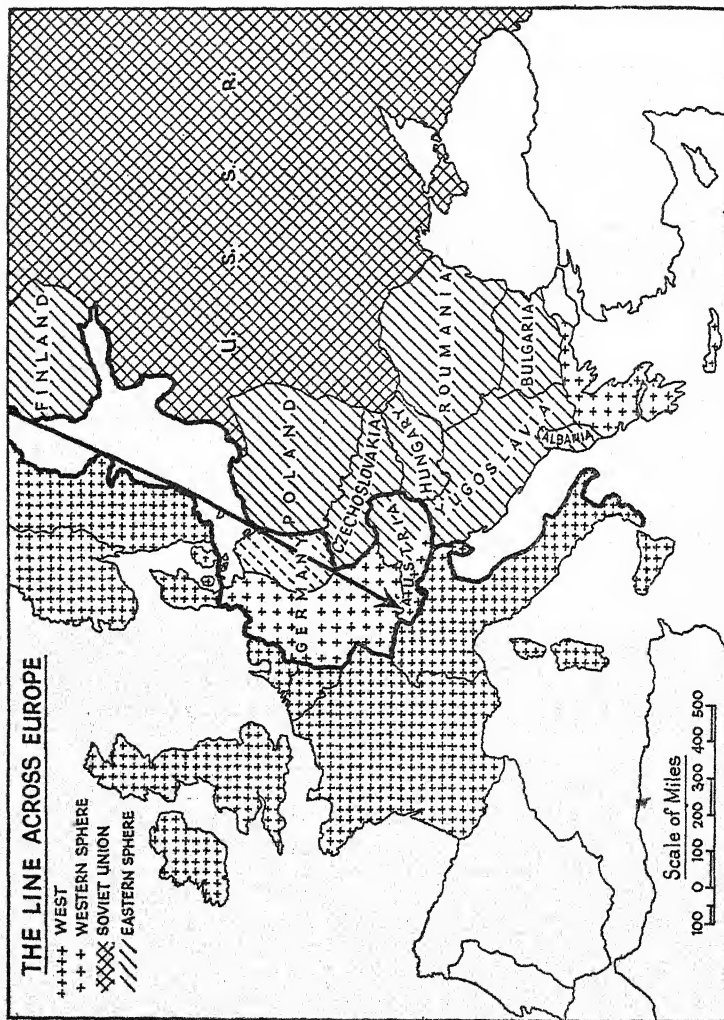 THE LINE ACROSS EUROPE
WEST
WESTERN SPHERE
SOVIET UNION
EASTERN SPHERE
FINLAND
U. S. S. R.
POLAND
GERMANY
CZECHOSLOVAKIA
AUSTRIA
HUNGARY
ROUMANIA
YUGOSLAVIA
BULGARIA
ALBANIA
Scale of Miles
100 0 100 200 300 400 500